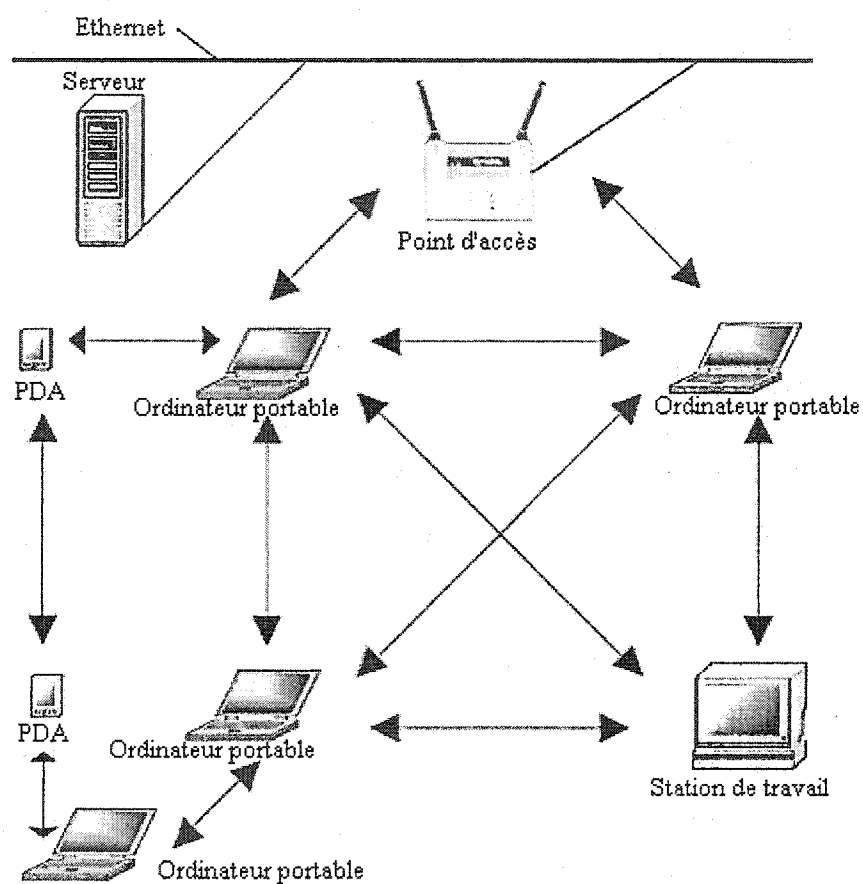 Ethernet
Serveur
Point d'accès
PDA
Ordinateur portable
Ordinateur portable
PDA
Ordinateur portable
Station de travail
Ordinateur portable